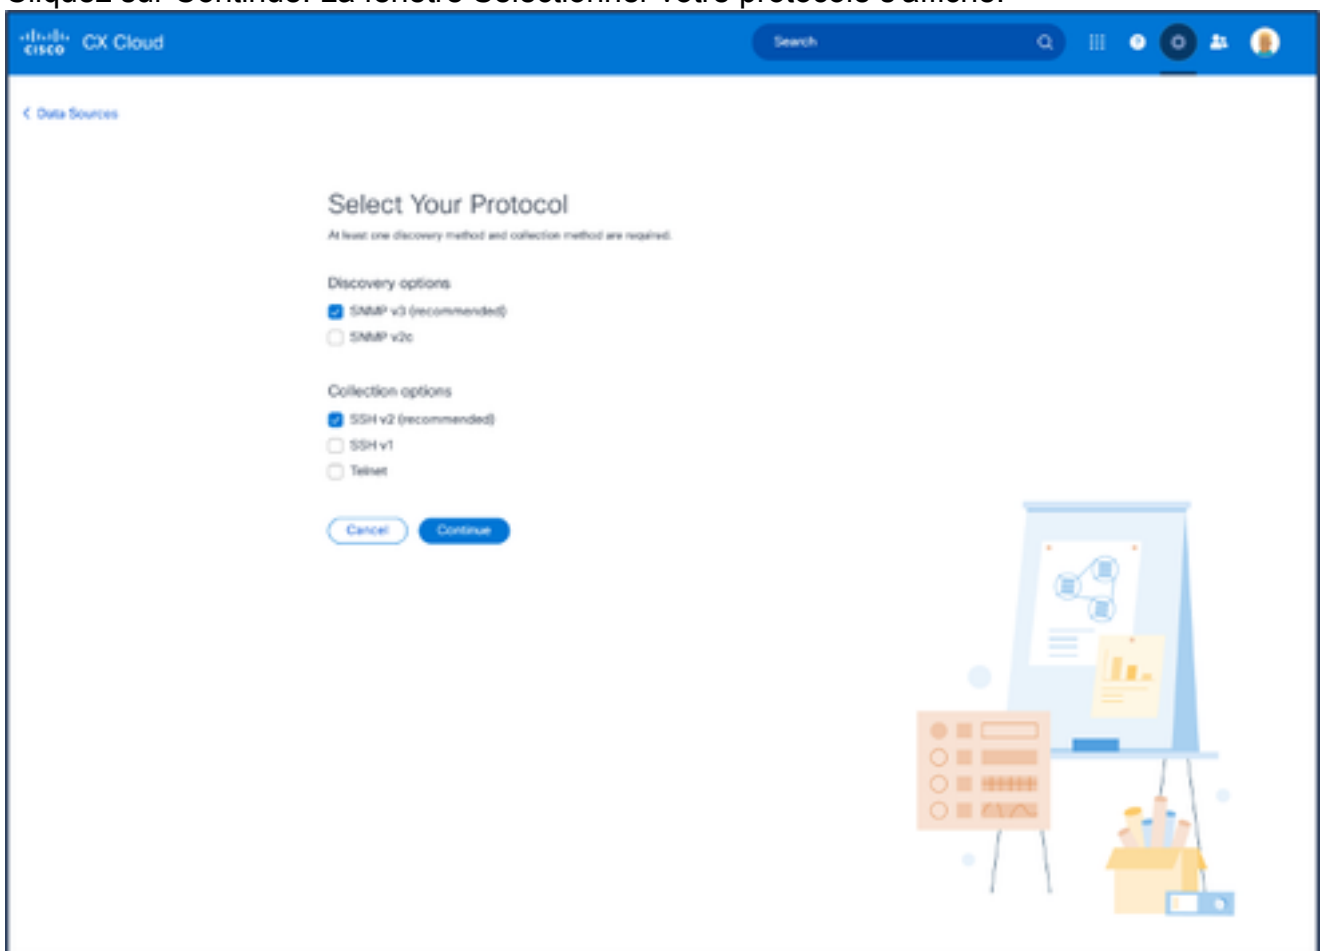 Cliquez sur Continue. La fenêtre Sélectionner votre protocole s'affiche.
CISCO CX Cloud
Search
Data Sources
Select Your Protocol
At least one discovery method and collection method are required.
Discovery options
SNMP v3 (recommended)
SNMP v2c
Collection options
SSH v2 (recommended)
SSH v1
Telnet
Cancel Continue